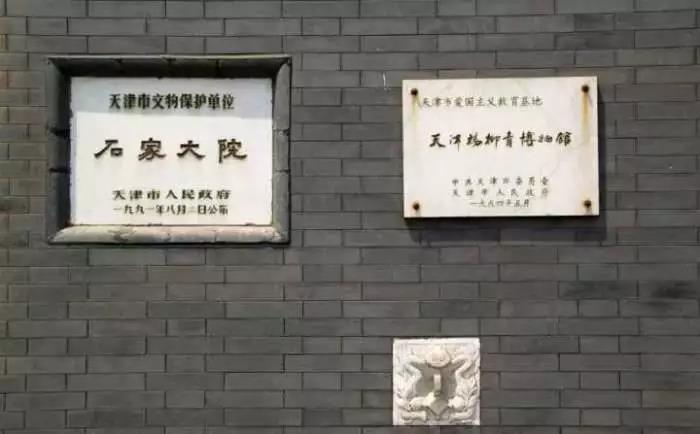 天津市文物保护单位
石家大院
天津市人民政府
一九九一年八月二日公布
天津市爱国主义教育基地
天津杨柳青博物馆
中共天津市委员会
天津市人民政府
一九九四年五月